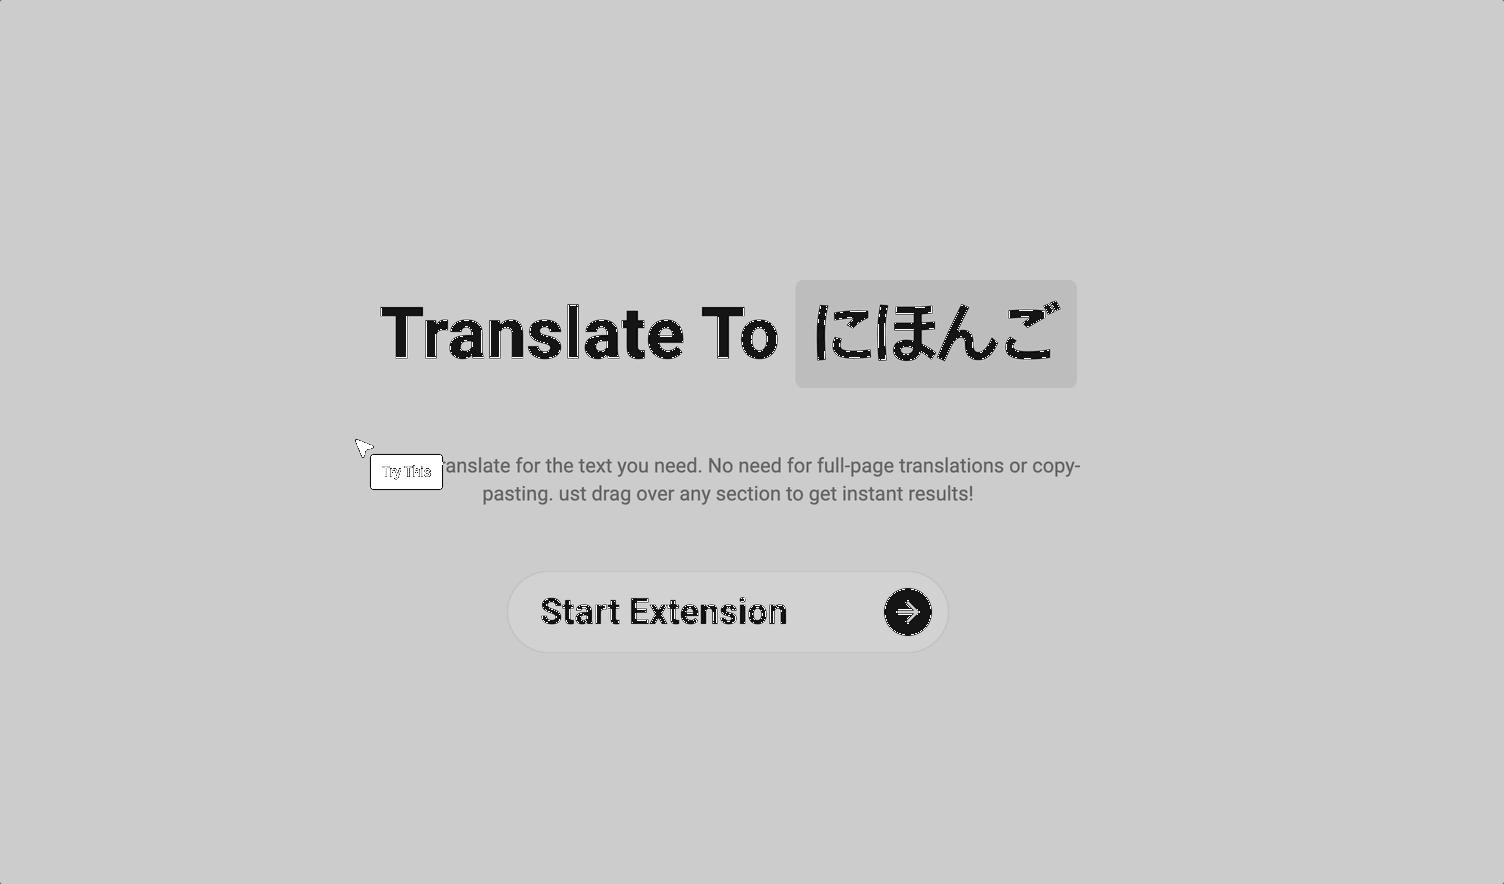 Translate To にほんご
Try This
anslate for the text you need. No need for full-page translations or copy-
pasting. ust drag over any section to get instant results!
Start Extension